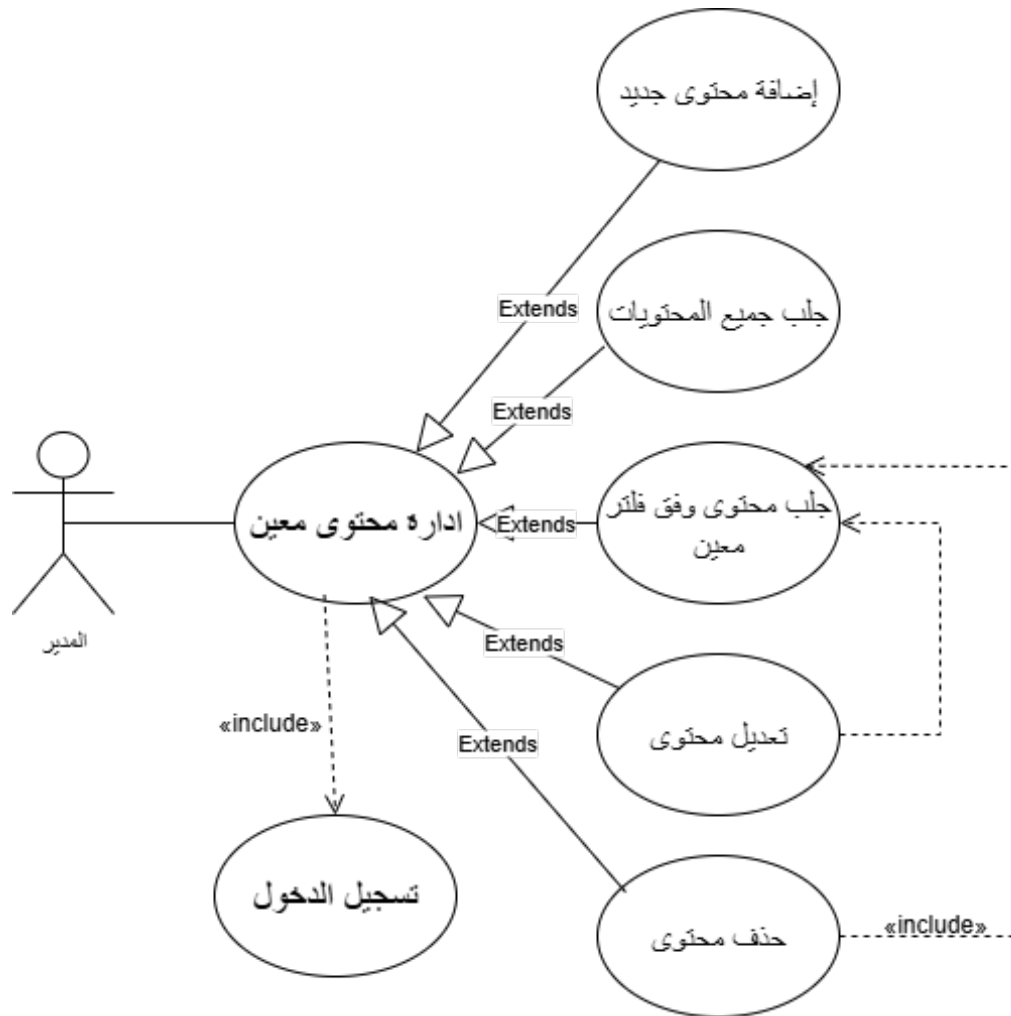 إضافة محتوى جديد
Extends
جلب جميع المحتويات
Extends
جلب محتوى وفق فلتر
معين
Extends
اداره محتوى معين
المدير
Extends
تعديل محتوى
«include»
Extends
تسجيل الدخول
حذف محتوى
«include»